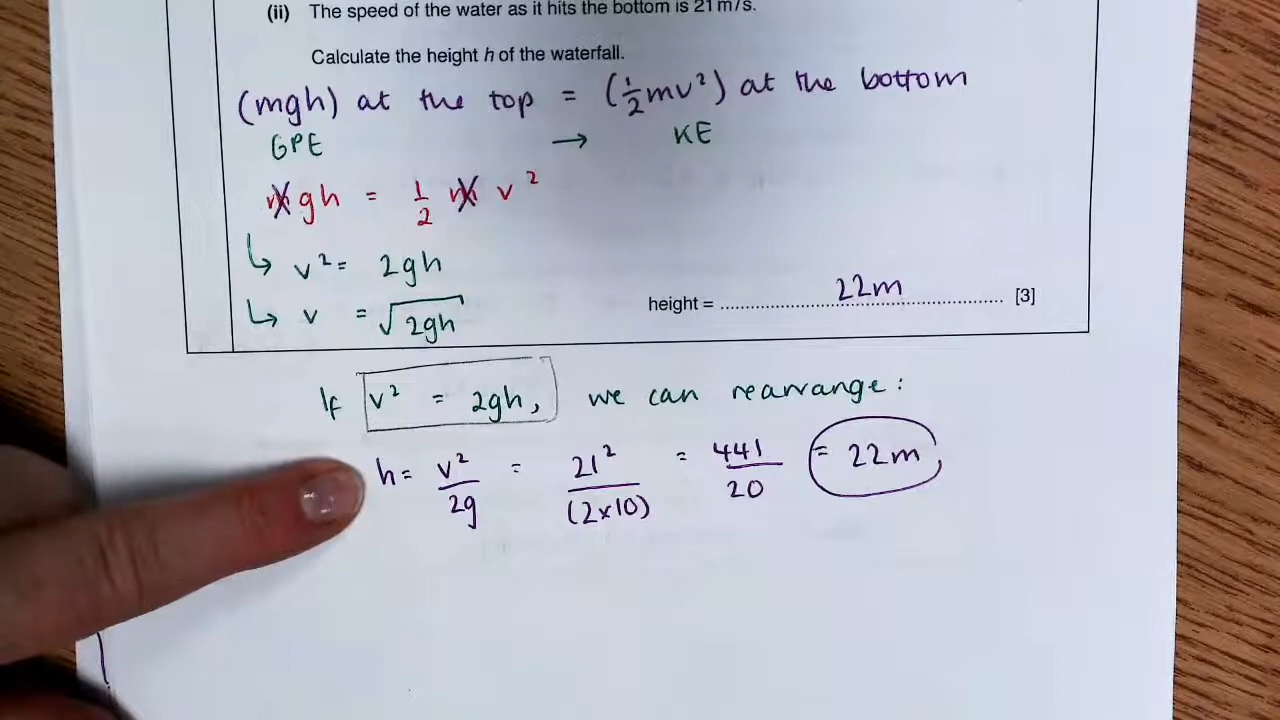 (ii) The speed of the water as it hits the bottom is 21 m/s.
Calculate the height h of the waterfall.
(mgh) at the top = (½mv²) at the bottom
GPE → KE
mgh = 1/2 m v²
↳ v² = 2gh
↳ v = √2gh
height = ........ 22m ........ [3]
If v² = 2gh, we can rearrange:
h = v²/2g = 21²/(2×10) = 441/20 = 22m